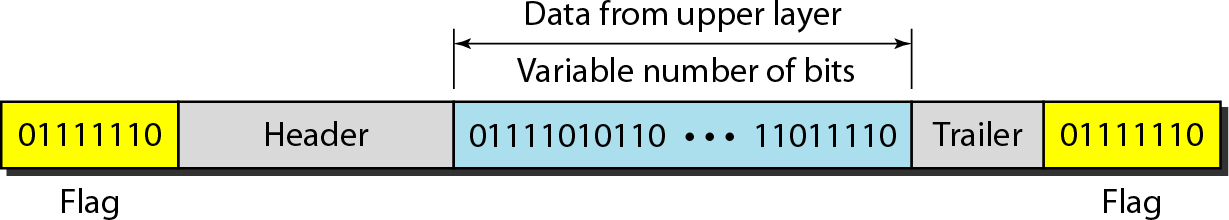 Data from upper layer
Variable number of bits
01111110 Header 01111010110 ••• 11011110 Trailer 01111110
Flag Flag